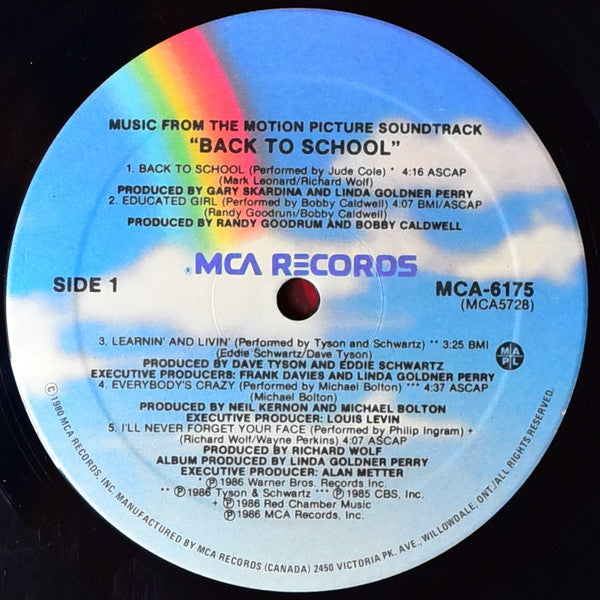 MUSIC FROM THE MOTION PICTURE SOUNDTRACK
"BACK TO SCHOOL"
1. BACK TO SCHOOL (Performed by Jude Cole) * 4:16 ASCAP
(Mark Leonard/Richard Wolf)
PRODUCED BY GARY SKARDINA AND LINDA GOLDNER PERRY
2. EDUCATED GIRL (Performed by Bobby Caldwell) 4:07 BMI/ASCAP
(Randy Goodrum/Bobby Caldwell)
PRODUCED BY RANDY GOODRUM AND BOBBY CALDWELL
® MCA RECORDS
SIDE 1
MCA-6175
(MCA5728)
3. LEARNIN' AND LIVIN' (Performed by Tyson and Schwartz) ** 3:25 BMI
(Eddie Schwartz/Dave Tyson)
PRODUCED BY DAVE TYSON AND EDDIE SCHWARTZ
EXECUTIVE PRODUCERS: FRANK DAVIES AND LINDA GOLDNER PERRY
MAPL
4. EVERYBODY'S CRAZY (Performed by Michael Bolton) *** 4:37 ASCAP
(Michael Bolton)
PRODUCED BY NEIL KERNON AND MICHAEL BOLTON
EXECUTIVE PRODUCER: LOUIS LEVIN
5. I'LL NEVER FORGET YOUR FACE (Performed by Philip Ingram) +
(Richard Wolf/Wayne Perkins) 4:07 ASCAP
PRODUCED BY RICHARD WOLF
ALBUM PRODUCED BY LINDA GOLDNER PERRY
EXECUTIVE PRODUCER: ALAN METTER
* ℗1986 Warner Bros. Records Inc.
** ℗1986 Tyson & Schwartz *** ℗1985 CBS, Inc.
+ ℗1986 Red Chamber Music
℗1986 MCA Records, Inc.
©1980 MCA RECORDS, INC. MANUFACTURED BY MCA RECORDS (CANADA) 2450 VICTORIA PK. AVE., WILLOWDALE, ONT./ALL RIGHTS RESERVED.